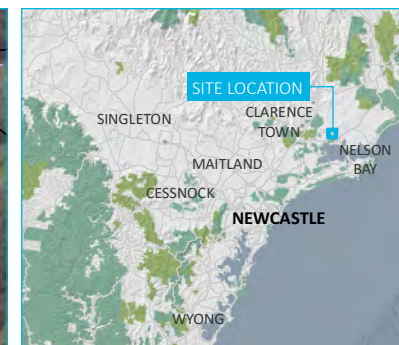 SITE LOCATION
CLARENCE
TOWN
SINGLETON
NELSON
BAY
MAITLAND
CESSNOCK
NEWCASTLE
WYONG